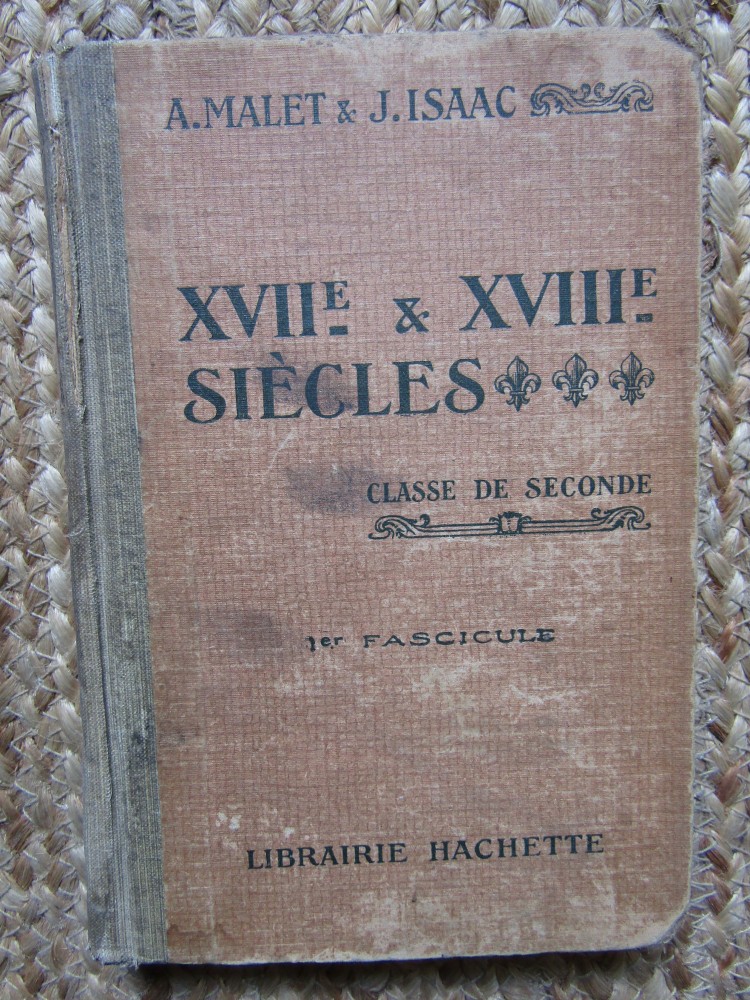 A. MALET & J. ISAAC
XVIIE & XVIIIE
SIÈCLES
CLASSE DE SECONDE
1er FASCICULE
LIBRAIRIE HACHETTE